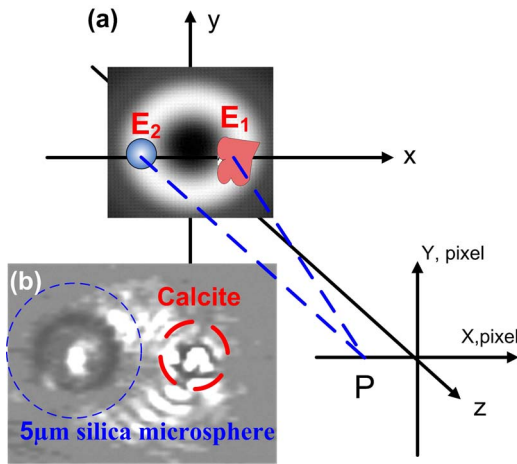 (a)
y
E2
E1
x
(b)
Calcite
Y, pixel
X,pixel
P
z
5μm silica microsphere